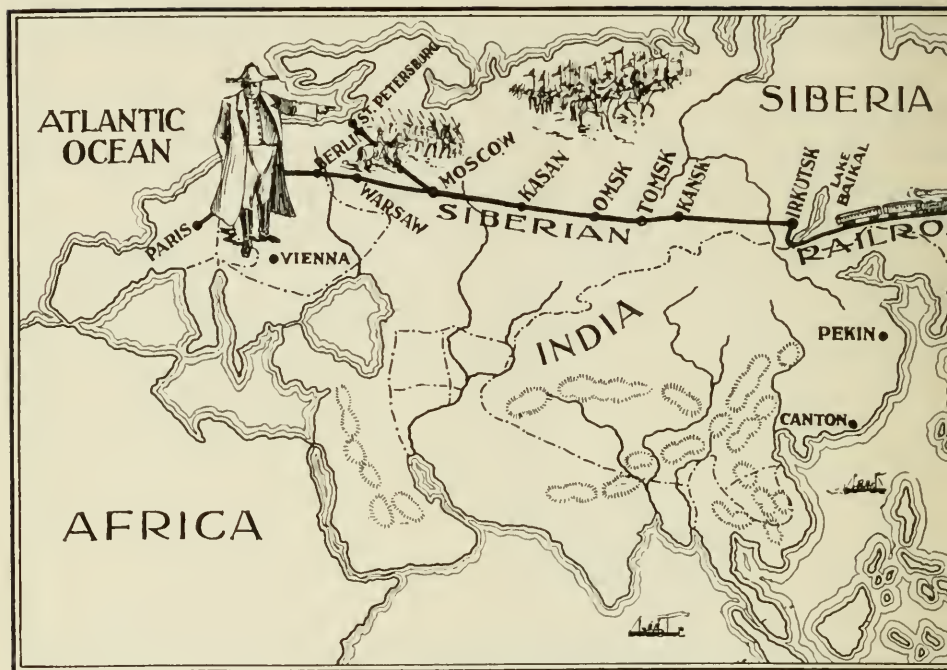 ATLANTIC
OCEAN
SIBERIA
ST. PETERSBURG
BERLIN
MOSCOW
WARSAW
KASAN
OMSK
TOMSK
KANSK
IRKUTSK
LAKE
BAIKAL
SIBERIAN
RAILRO
PARIS
VIENNA
INDIA
PEKIN
CANTON
AFRICA